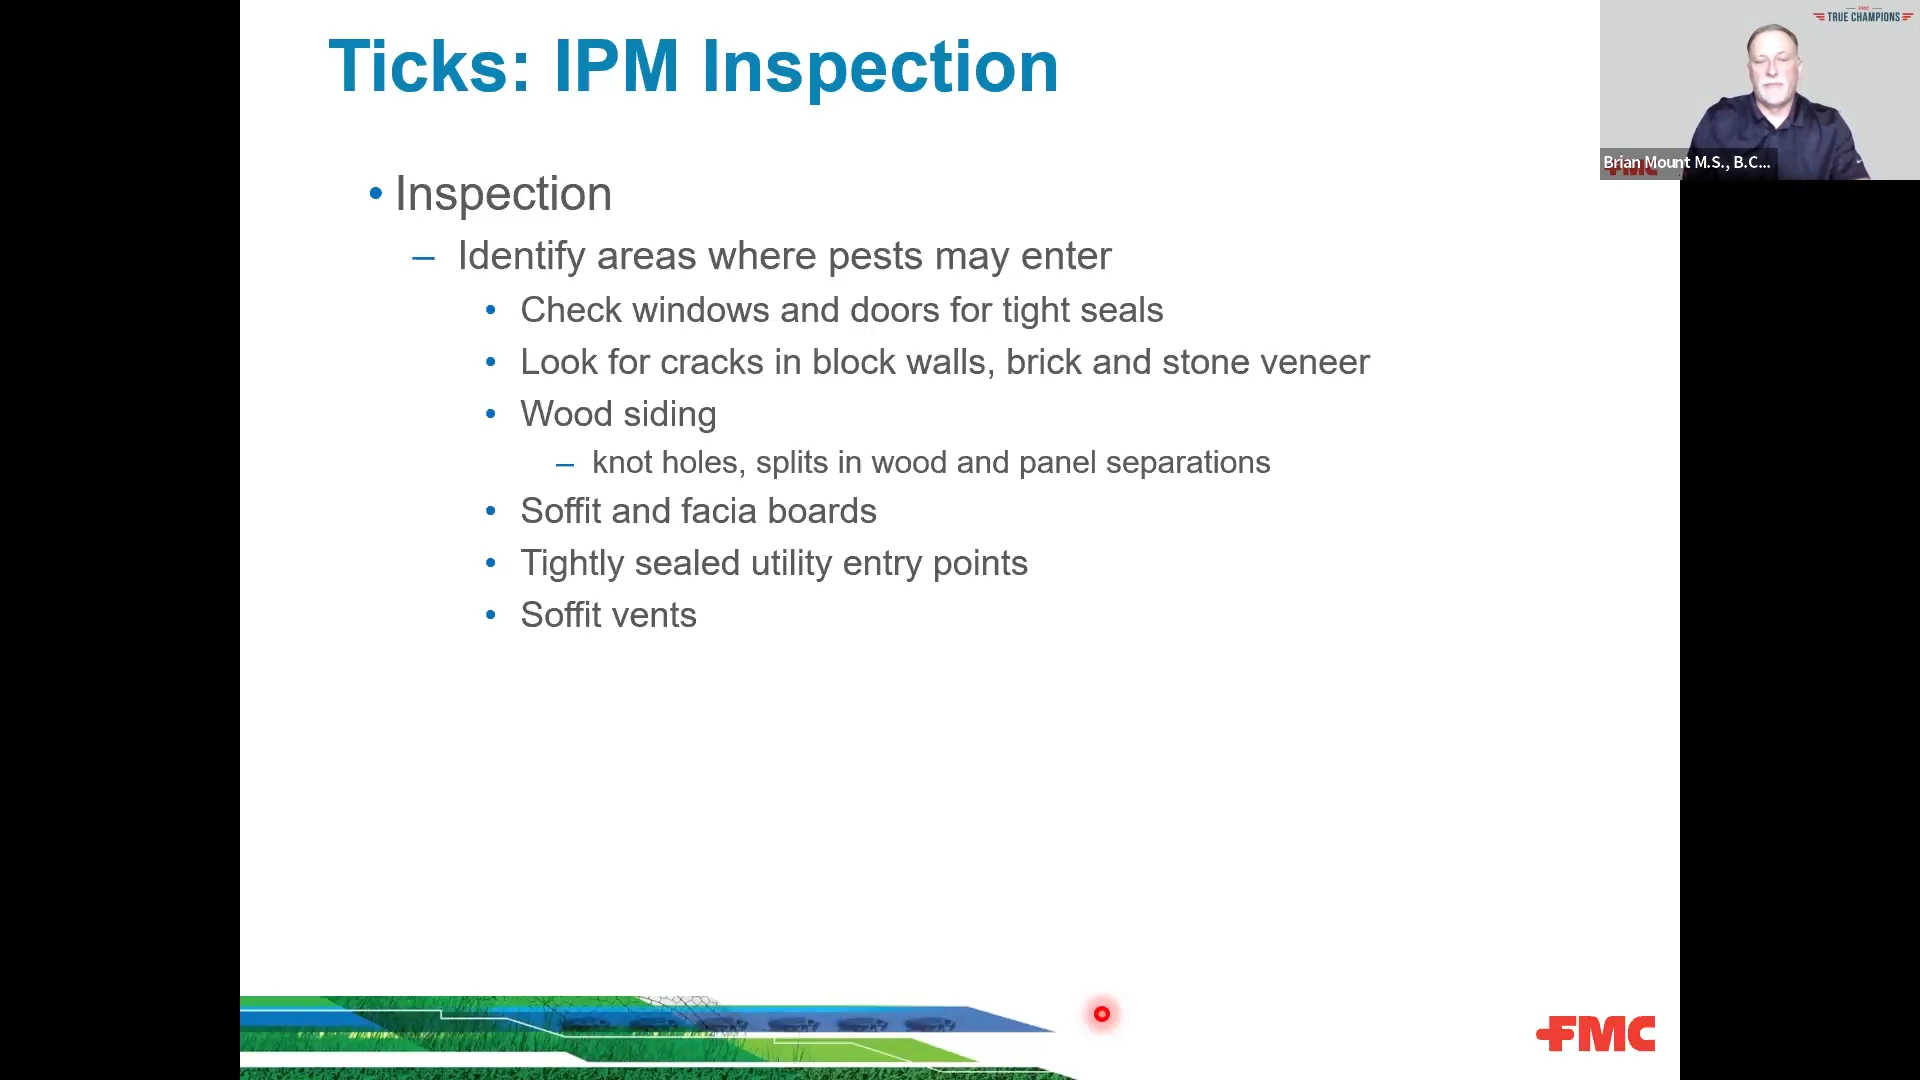 Ticks: IPM Inspection
FMC
TRUE CHAMPIONS
Brian Mount M.S., B.C...
• Inspection
– Identify areas where pests may enter
• Check windows and doors for tight seals
• Look for cracks in block walls, brick and stone veneer
• Wood siding
– knot holes, splits in wood and panel separations
• Soffit and facia boards
• Tightly sealed utility entry points
• Soffit vents
FMC